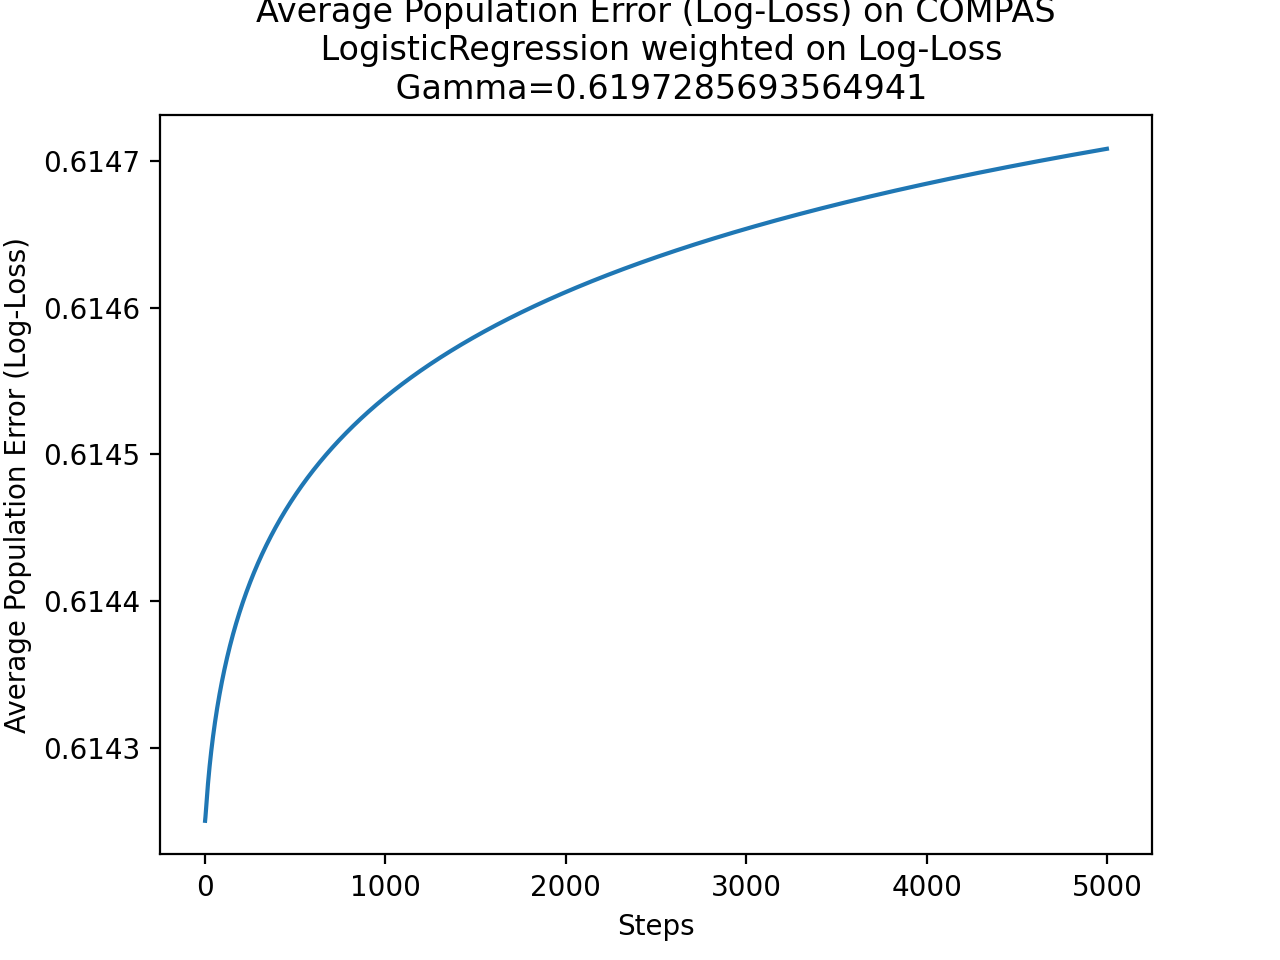 Average Population Error (Log-Loss) on COMPAS
LogisticRegression weighted on Log-Loss
Gamma=0.6197285693564941
Average Population Error (Log-Loss)
0.6147
0.6146
0.6145
0.6144
0.6143
0 1000 2000 3000 4000 5000
Steps